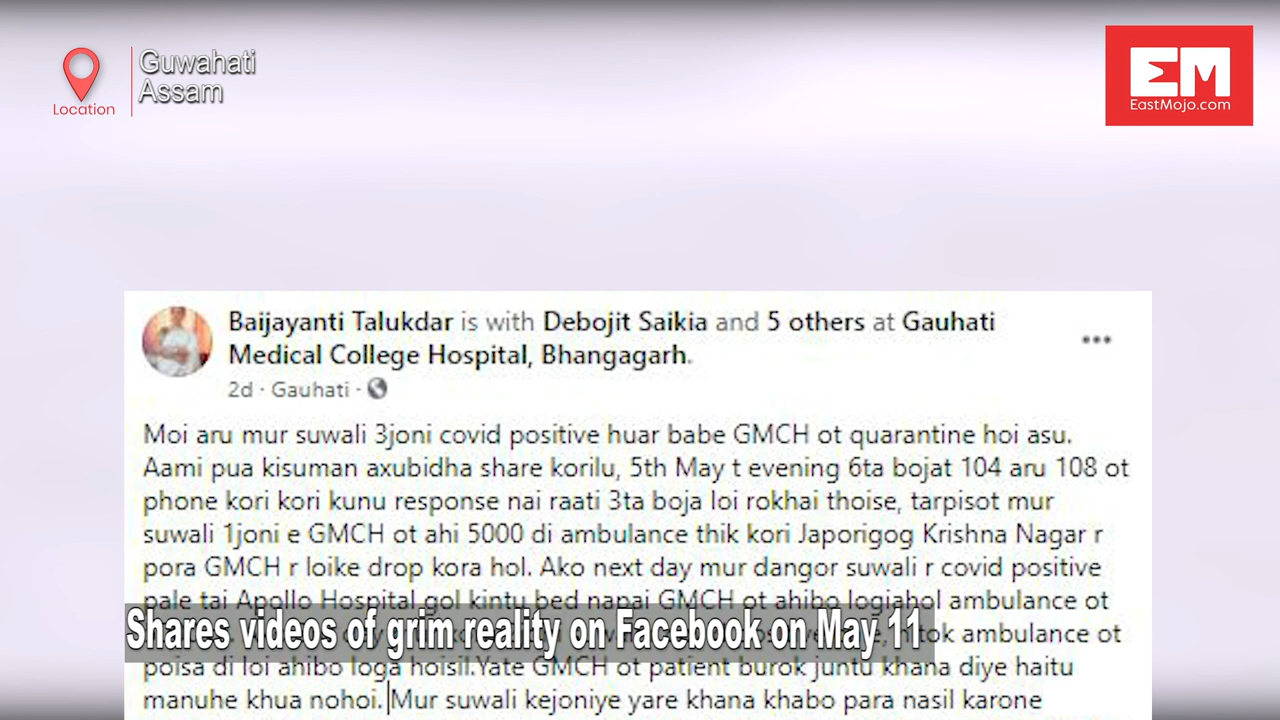 Location
Guwahati
Assam
EM
EastMojo.com
Baijayanti Talukdar is with Debojit Saikia and 5 others at Gauhati
Medical College Hospital, Bhangagarh.
2d · Gauhati ·
Moi aru mur suwali 3joni covid positive huar babe GMCH ot quarantine hoi asu.
Aami pua kisuman axubidha share korilu, 5th May t evening 6ta bojat 104 aru 108 ot
phone kori kori kunu response nai raati 3ta boja loi rokhai thoise, tarpisot mur
suwali 1joni e GMCH ot ahi 5000 di ambulance thik kori Japorigog Krishna Nagar r
pora GMCH r loike drop kora hol. Ako next day mur dangor suwali r covid positive
pale tai Apollo Hospital gol kintu bed napai GMCH ot ahibo logiahol ambulance ot
Shares videos of grim reality on Facebook on May 11
ambulance ot
poisa di loi ahibo loga hoisil.Yate GMCH ot patient burok juntu khana diye haitu
manuhe khua nohoi. Mur suwali kejoniye yare khana khabo para nasil karone